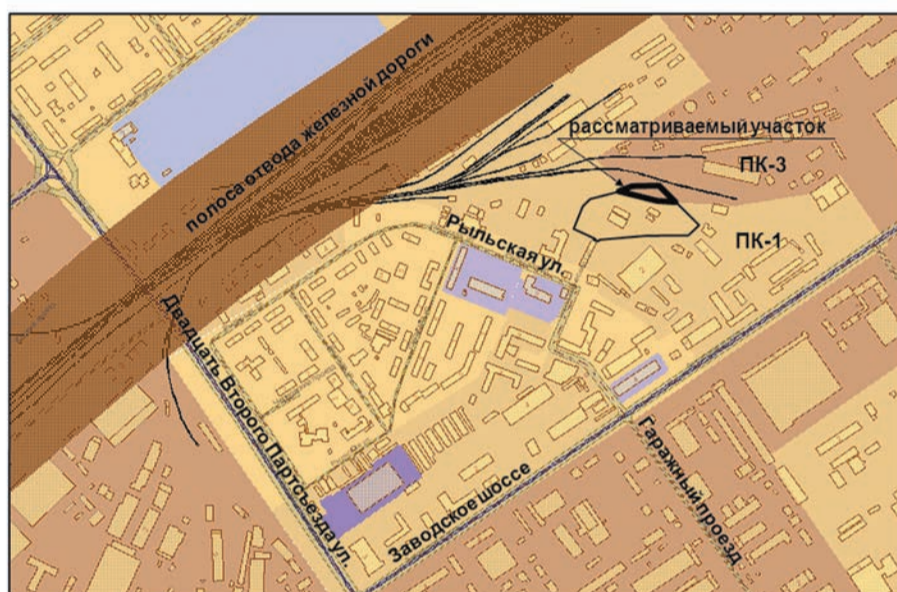 полоса отвода железной дороги
рассматриваемый участок
ПК-3
Рыльская ул.
ПК-1
Двадцать Второго Партсъезда ул.
Заводское шоссе
Гаражный проезд